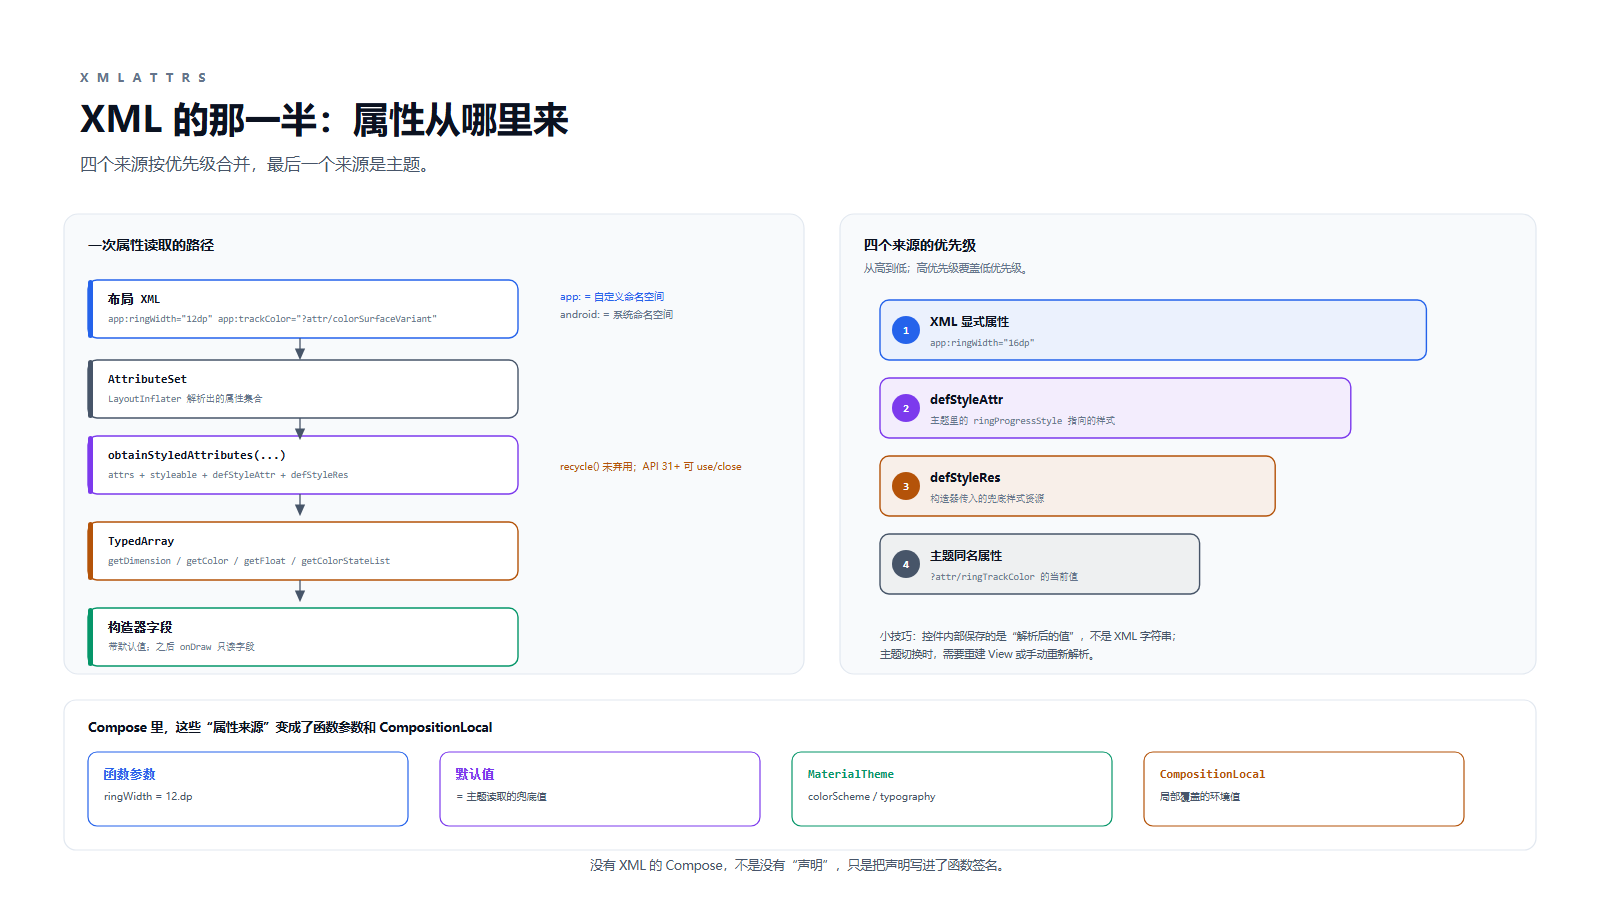 XMLATTRS
XML 的那一半：属性从哪里来
四个来源按优先级合并，最后一个来源是主题。
一次属性读取的路径
布局 XML
app:ringWidth="12dp" app:trackColor="?attr/colorSurfaceVariant"
app: = 自定义命名空间
android: = 系统命名空间
AttributeSet
LayoutInflater 解析出的属性集合
obtainStyledAttributes(...)
attrs + styleable + defStyleAttr + defStyleRes
recycle() 未弃用；API 31+ 可 use/close
TypedArray
getDimension / getColor / getFloat / getColorStateList
构造器字段
带默认值；之后 onDraw 只读字段
四个来源的优先级
从高到低；高优先级覆盖低优先级。
1
XML 显式属性
app:ringWidth="16dp"
2
defStyleAttr
主题里的 ringProgressStyle 指向的样式
3
defStyleRes
构造器传入的兜底样式资源
4
主题同名属性
?attr/ringTrackColor 的当前值
小技巧：控件内部保存的是“解析后的值”，不是 XML 字符串；
主题切换时，需要重建 View 或手动重新解析。
Compose 里，这些“属性来源”变成了函数参数和 CompositionLocal
函数参数
ringWidth = 12.dp
默认值
= 主题读取的兜底值
MaterialTheme
colorScheme / typography
CompositionLocal
局部覆盖的环境值
没有 XML 的 Compose，不是没有“声明”，只是把声明写进了函数签名。